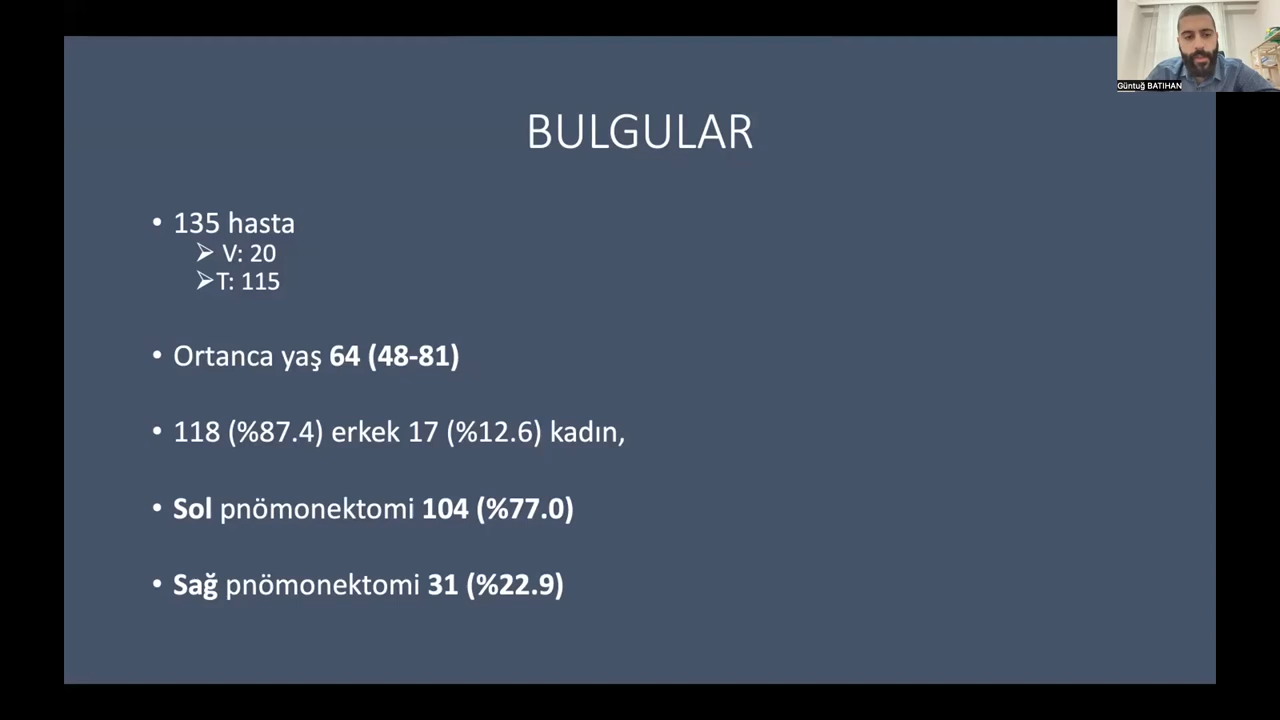 Güntuğ BATIHAN
BULGULAR
• 135 hasta
➢ V: 20
➢T: 115
• Ortanca yaş 64 (48-81)
• 118 (%87.4) erkek 17 (%12.6) kadın,
• Sol pnömonektomi 104 (%77.0)
• Sağ pnömonektomi 31 (%22.9)